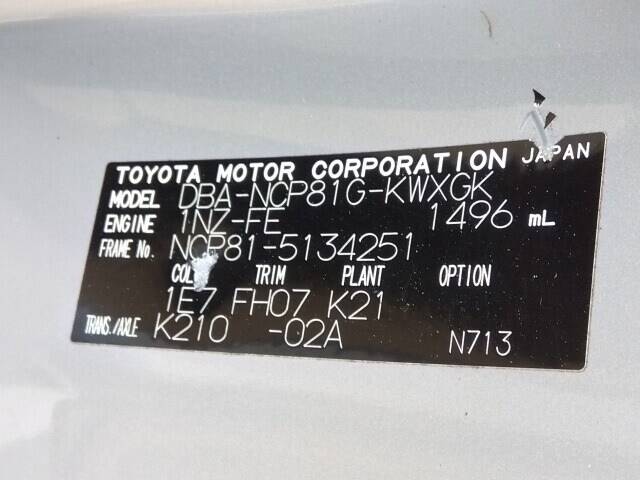 TOYOTA MOTOR CORPORATION JAPAN
MODEL DBA-NCP81G-KWXGK
ENGINE 1NZ-FE 1496 mL
FRAME No. NCP81-5134251
TRIM PLANT OPTION
1E7 FH07 K21
TRANS./AXLE K210 -02A N713